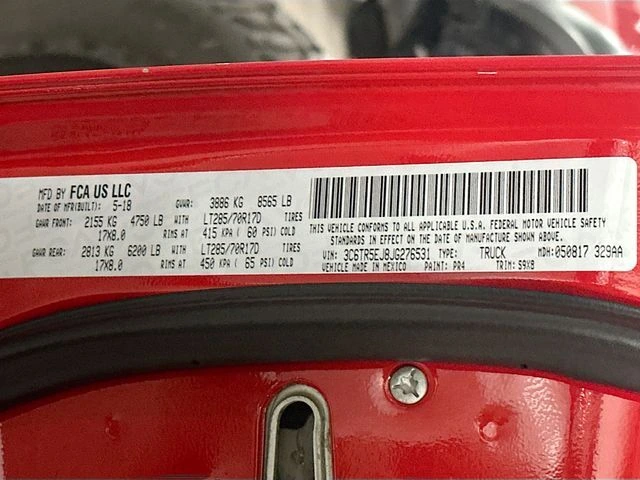 MFD BY FCA US LLC
DATE OF MFR(BUILT): 5-18 GVWR: 3886 KG 8565 LB
GAWR FRONT: 2155 KG 4750 LB WITH LT285/70R17D TIRES
17X8.0 RIMS AT 415 KPA ( 60 PSI) COLD
GAWR REAR: 2813 KG 6200 LB WITH LT285/70R17D TIRES
17X8.0 RIMS AT 450 KPA ( 65 PSI) COLD
THIS VEHICLE CONFORMS TO ALL APPLICABLE U.S.A. FEDERAL MOTOR VEHICLE SAFETY
STANDARDS IN EFFECT ON THE DATE OF MANUFACTURE SHOWN ABOVE.
VIN: 3C6TR5EJ8JG276531 TYPE: TRUCK MDH:050817 329AA
VEHICLE MADE IN MEXICO PAINT: PR4 TRIM: S9X8